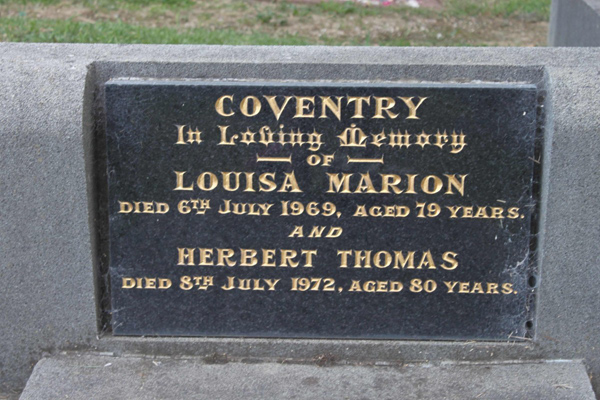 COVENTRY
In Loving Memory
OF
LOUISA MARION
DIED 6TH JULY 1969, AGED 79 YEARS.
AND
HERBERT THOMAS
DIED 8TH JULY 1972, AGED 80 YEARS.